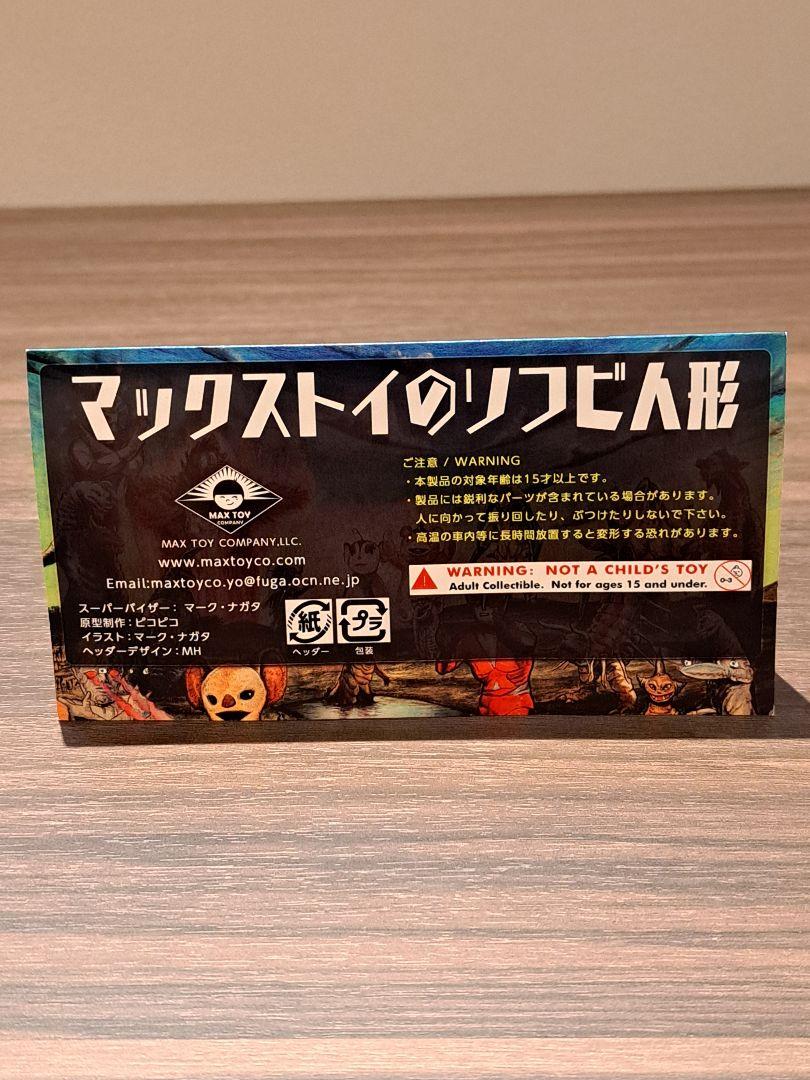 マックストイのソフビ人形
MAX TOY
COMPANY
MAX TOY COMPANY,LLC.
www.maxtoyco.com
Email:maxtoyco.yo@fuga.ocn.ne.jp
スーパーバイザー：マーク・ナガタ
原型制作：ピコピコ
イラスト：マーク・ナガタ
ヘッダーデザイン：MH
紙
ヘッダー
プラ
包装
ご注意 / WARNING
・本製品の対象年齢は15才以上です。
・製品には鋭利なパーツが含まれている場合があります。
人に向かって振り回したり、ぶつけたりしないで下さい。
・高温の車内等に長時間放置すると変形する恐れがあります。
WARNING: NOT A CHILD'S TOY
Adult Collectible. Not for ages 15 and under.
0-3